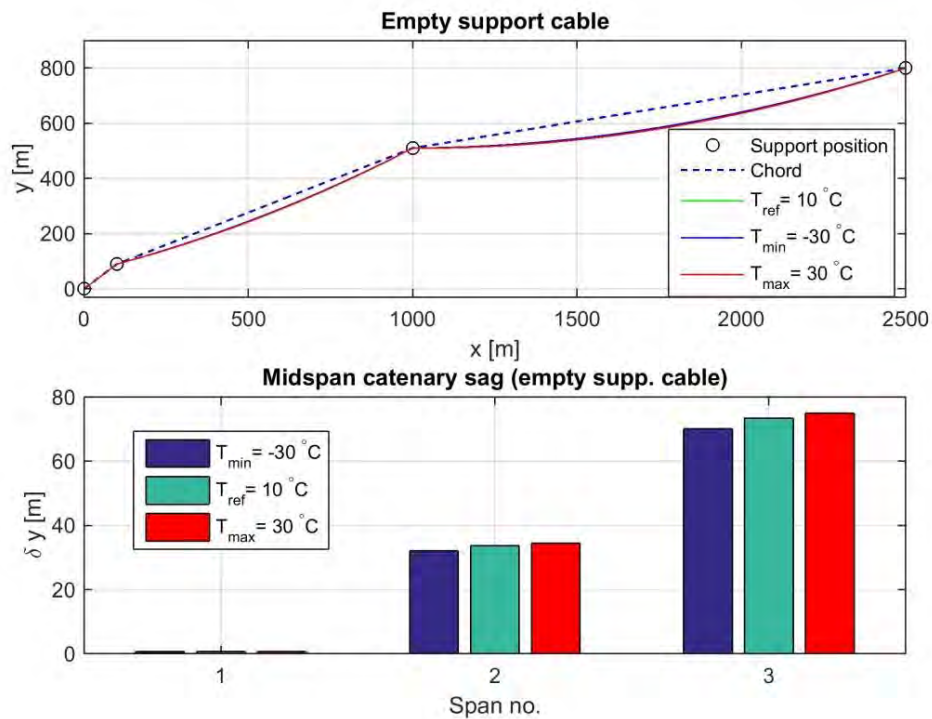 Empty support cable
800
600
400
200
0
y [m]
Support position
Chord
T_ref= 10 °C
T_min= -30 °C
T_max= 30 °C
0 500 1000 1500 2000 2500
x [m]
Midspan catenary sag (empty supp. cable)
80
60
40
20
0
δ y [m]
T_min= -30 °C
T_ref= 10 °C
T_max= 30 °C
1 2 3
Span no.